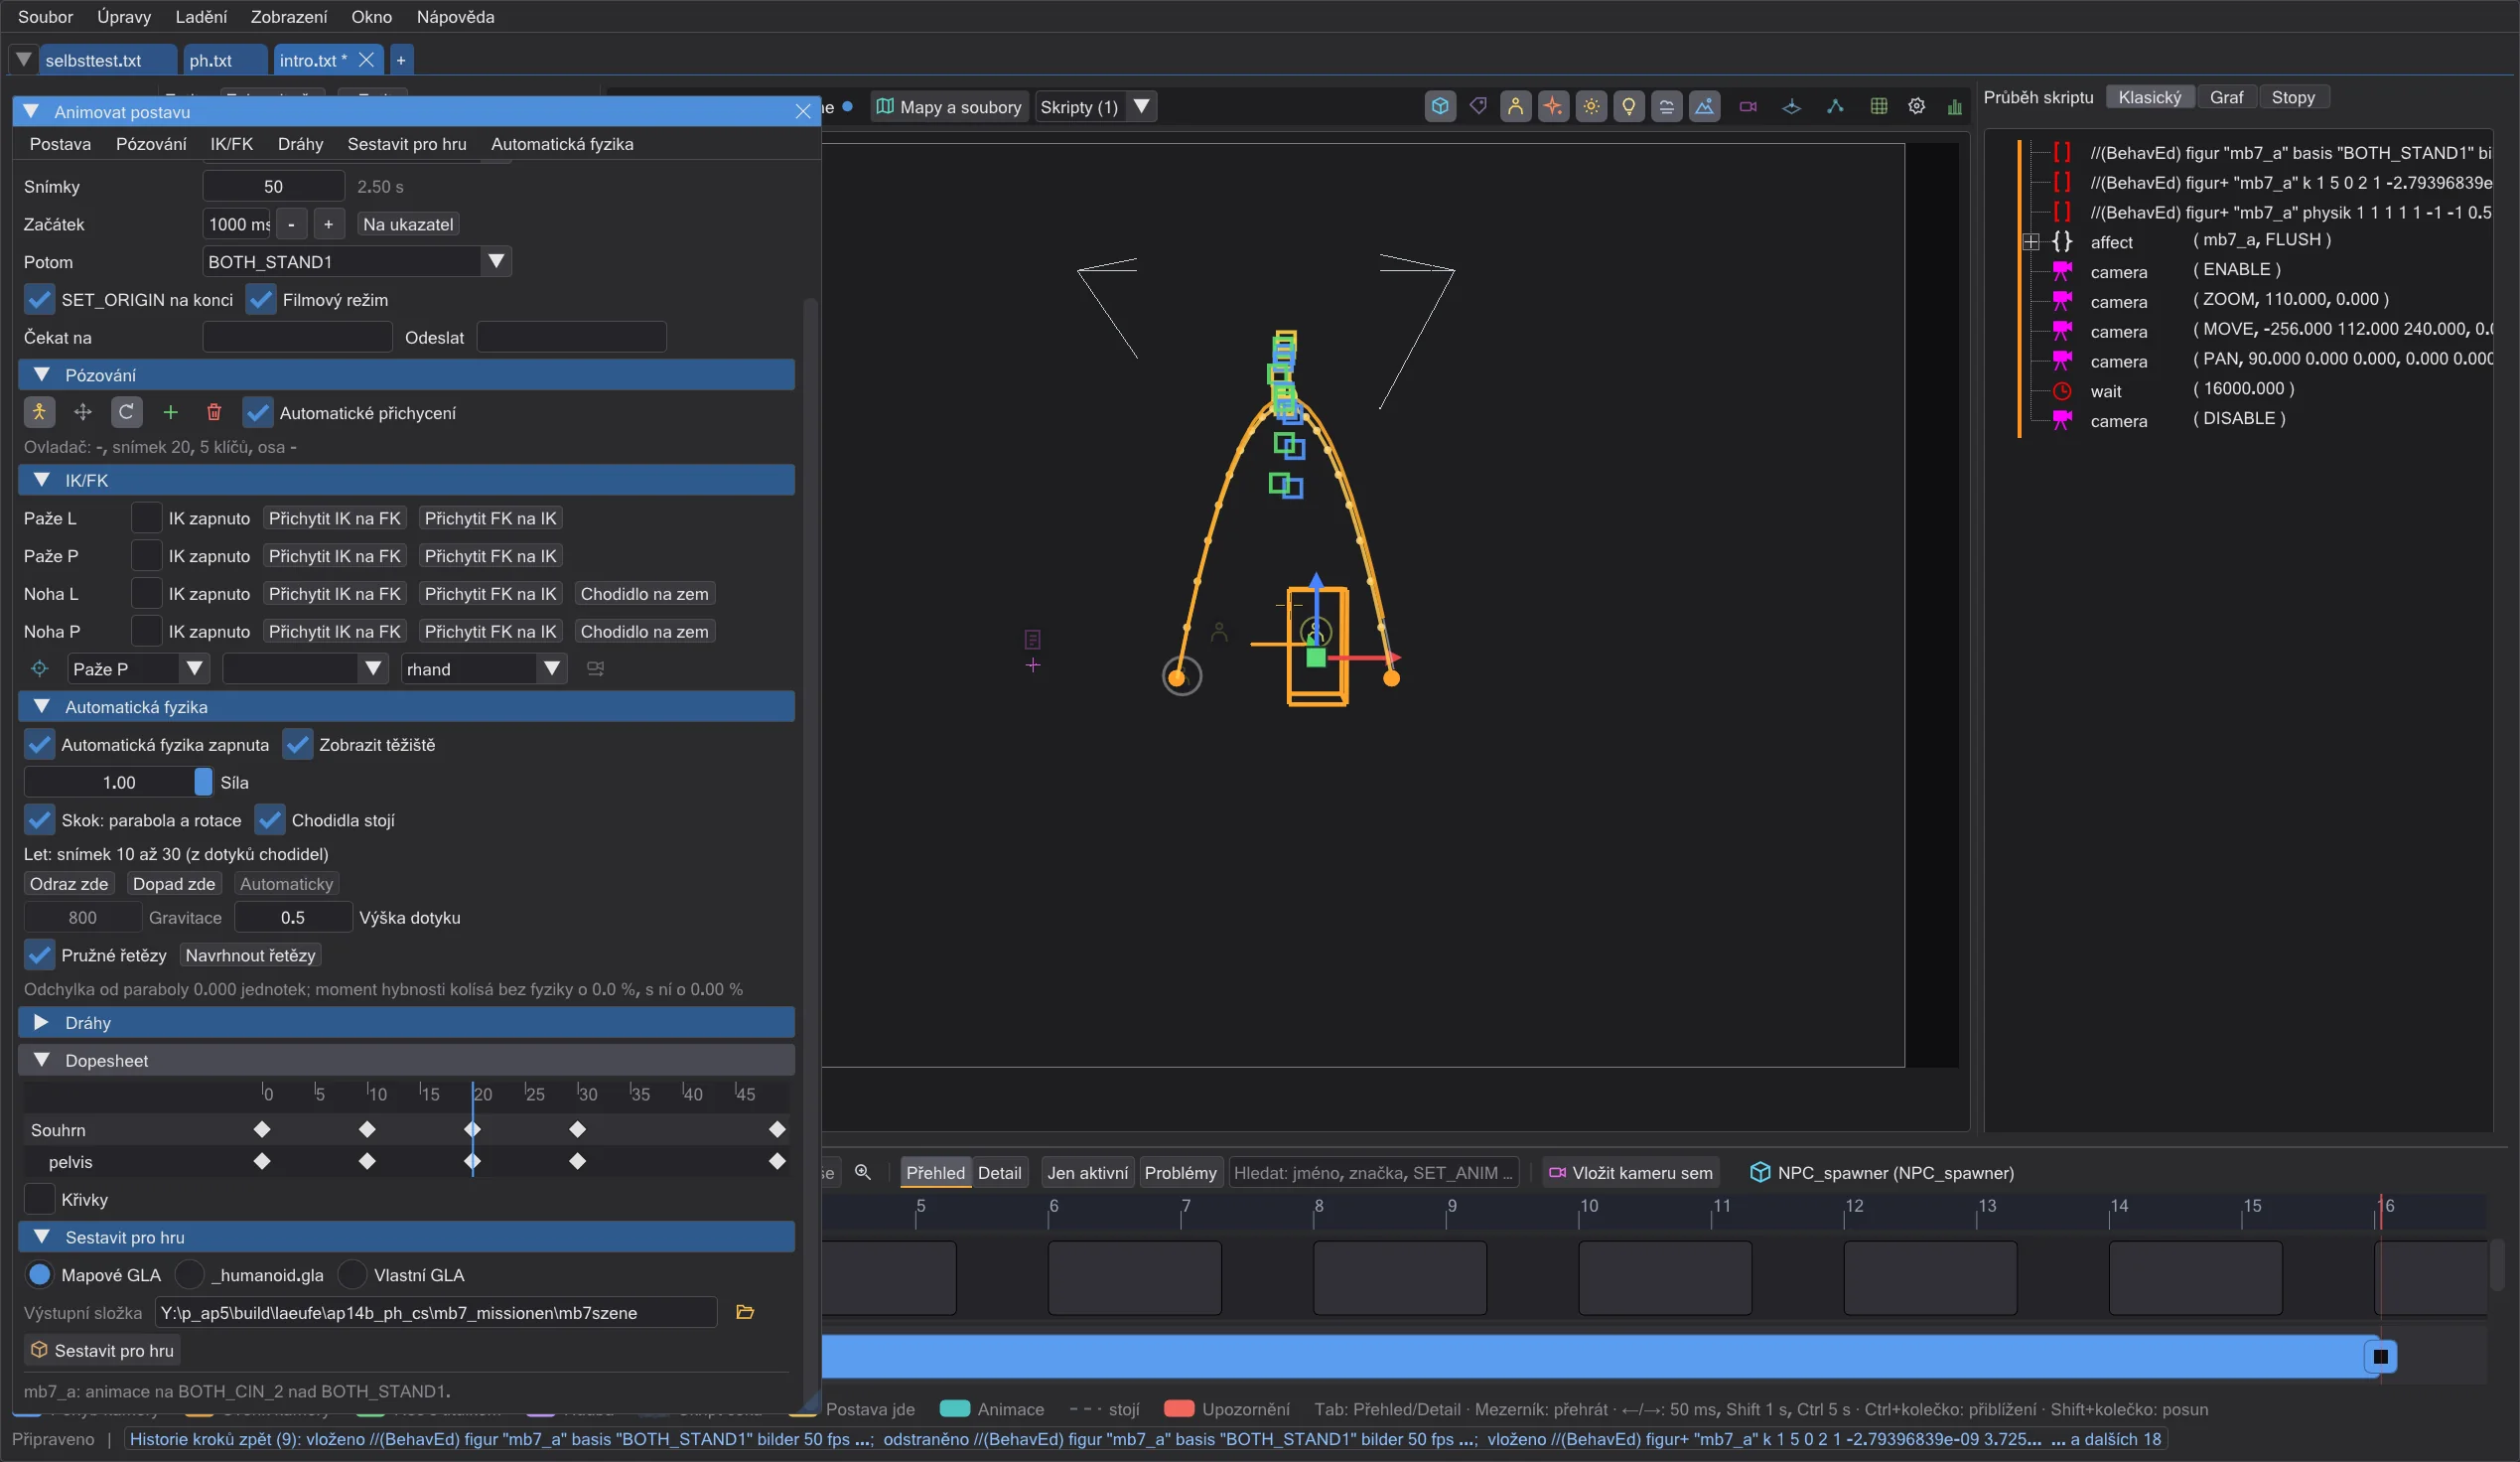 Soubor Úpravy Ladění Zobrazení Okno Nápověda
selbsttest.txt ph.txt intro.txt * +
Animovat postavu
Mapy a soubory Skripty (1)
Průběh skriptu Klasický Graf Stopy
Postava Pózování IK/FK Dráhy Sestavit pro hru Automatická fyzika
Snímky 50 2.50 s
Začátek 1000 ms - + Na ukazatel
Potom BOTH_STAND1
SET_ORIGIN na konci Filmový režim
Čekat na Odeslat
Pózování
Automatické přichycení
Ovladač: -, snímek 20, 5 klíčů, osa -
IK/FK
Paže L IK zapnuto Přichytit IK na FK Přichytit FK na IK
Paže P IK zapnuto Přichytit IK na FK Přichytit FK na IK
Noha L IK zapnuto Přichytit IK na FK Přichytit FK na IK Chodidlo na zem
Noha P IK zapnuto Přichytit IK na FK Přichytit FK na IK Chodidlo na zem
Paže P rhand
Automatická fyzika
Automatická fyzika zapnuta Zobrazit těžiště
1.00 Síla
Skok: parabola a rotace Chodidla stojí
Let: snímek 10 až 30 (z dotyků chodidel)
Odraz zde Dopad zde Automaticky
800 Gravitace 0.5 Výška dotyku
Pružné řetězy Navrhnout řetězy
Odchylka od paraboly 0.000 jednotek; moment hybnosti kolísá bez fyziky o 0.0 %, s ní o 0.00 %
Dráhy
Dopesheet
0 5 10 15 20 25 30 35 40 45
Souhrn
pelvis
Křivky
Sestavit pro hru
Mapové GLA _humanoid.gla Vlastní GLA
Výstupní složka Y:\p_ap5\build\laeufe\ap14b_ph_cs\mb7_missionen\mb7szene
Sestavit pro hru
mb7_a: animace na BOTH_CIN_2 nad BOTH_STAND1.
//(BehavEd) figur "mb7_a" basis "BOTH_STAND1" bi
//(BehavEd) figur+ "mb7_a" k 1 5 0 2 1 -2.79396839e
//(BehavEd) figur+ "mb7_a" physik 1 1 1 1 1 -1 -1 0.5
affect ( mb7_a, FLUSH )
camera ( ENABLE )
camera ( ZOOM, 110.000, 0.000 )
camera ( MOVE, -256.000 112.000 240.000, 0.0
camera ( PAN, 90.000 0.000 0.000, 0.000 0.000
wait ( 16000.000 )
camera ( DISABLE )
Přehled Detail Jen aktivní Problémy Hledat: jméno, značka, SET_ANIM ... Vložit kameru sem NPC_spawner (NPC_spawner)
5 6 7 8 9 10 11 12 13 14 15 16
Postava jde Animace stojí Upozornění Tab: Přehled/Detail · Mezerník: přehrát · ←/→: 50 ms, Shift 1 s, Ctrl 5 s · Ctrl+kolečko: přiblížení · Shift+kolečko: posun
Připraveno | Historie kroků zpět (9): vloženo //(BehavEd) figur "mb7_a" basis "BOTH_STAND1" bilder 50 fps ...; odstraněno //(BehavEd) figur "mb7_a" basis "BOTH_STAND1" bilder 50 fps ...; vloženo //(BehavEd) figur+ "mb7_a" k 1 5 0 2 1 -2.79396839e-09 3.725... ... a dalších 18